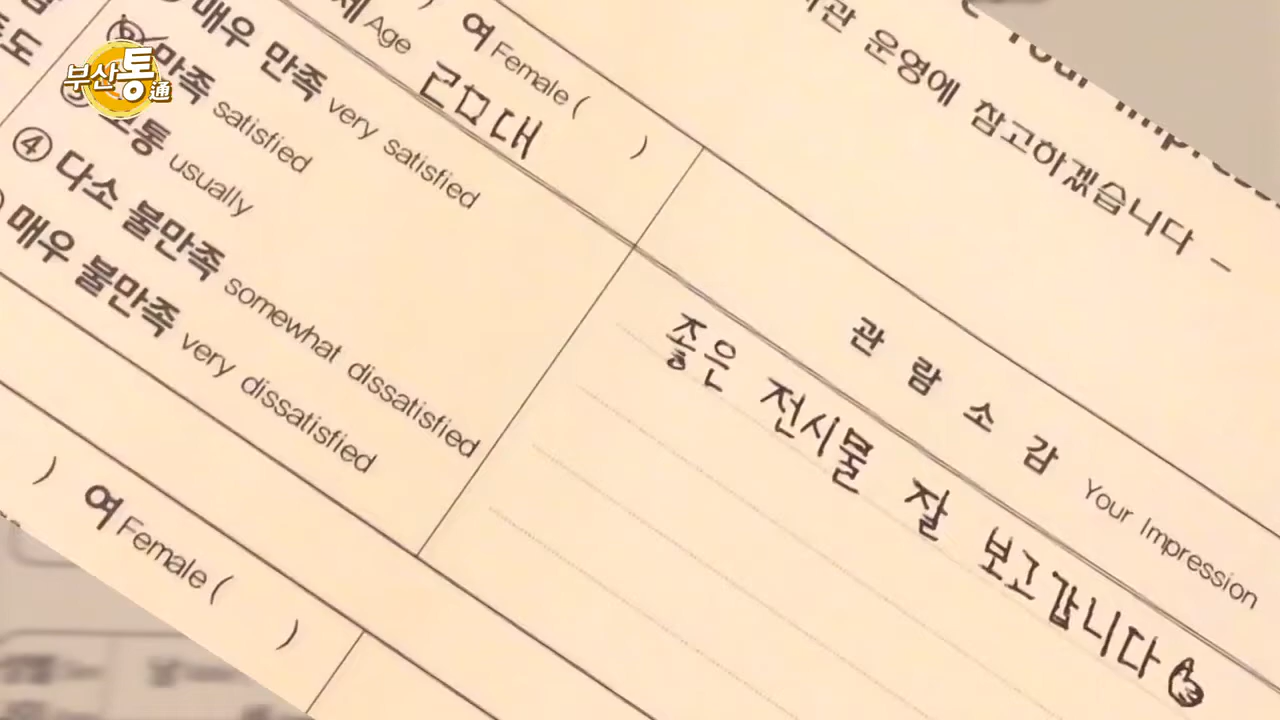 부산통通
관 운영에 참고하겠습니다 –
Your Impress
여 Female ( )
Age 20대
매우 만족 very satisfied
만족 satisfied
보통 usually
④ 다소 불만족 somewhat dissatisfied
매우 불만족 very dissatisfied
관 람 소 감 Your Impression
좋은 전시물 잘 보고갑니다
) 여 Female ( )